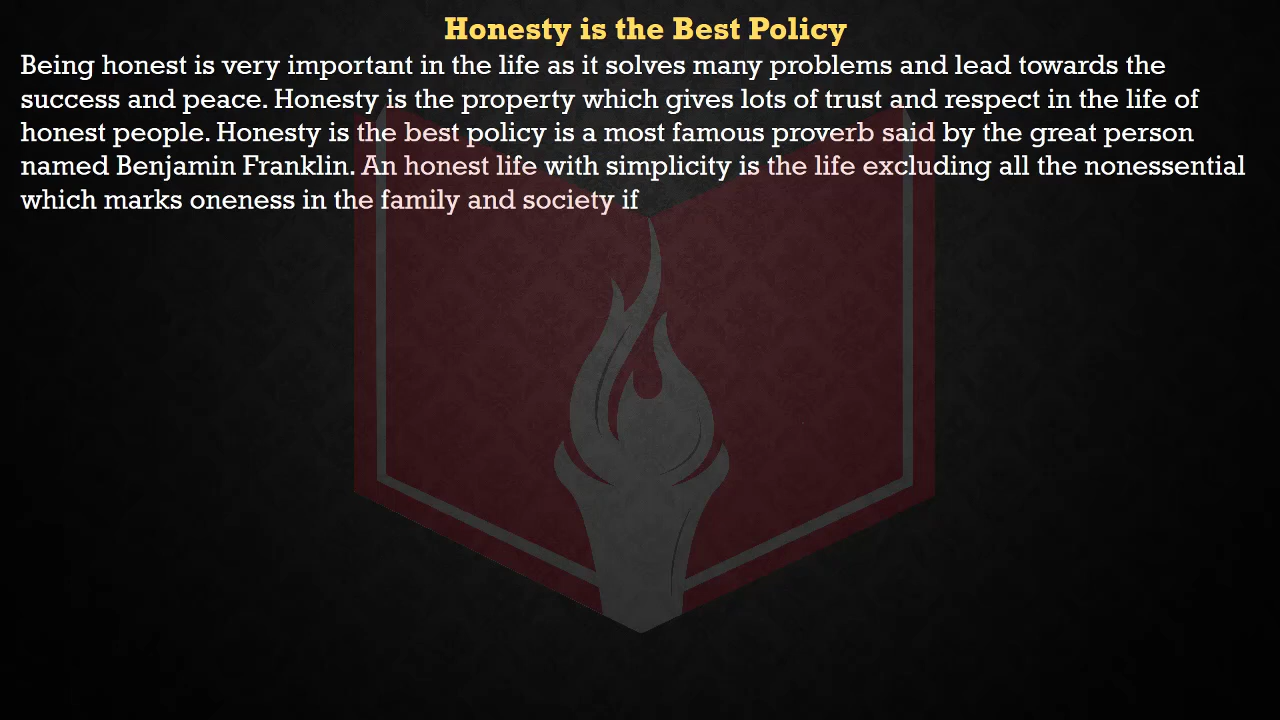 Honesty is the Best Policy
Being honest is very important in the life as it solves many problems and lead towards the
success and peace. Honesty is the property which gives lots of trust and respect in the life of
honest people. Honesty is the best policy is a most famous proverb said by the great person
named Benjamin Franklin. An honest life with simplicity is the life excluding all the nonessential
which marks oneness in the family and society if